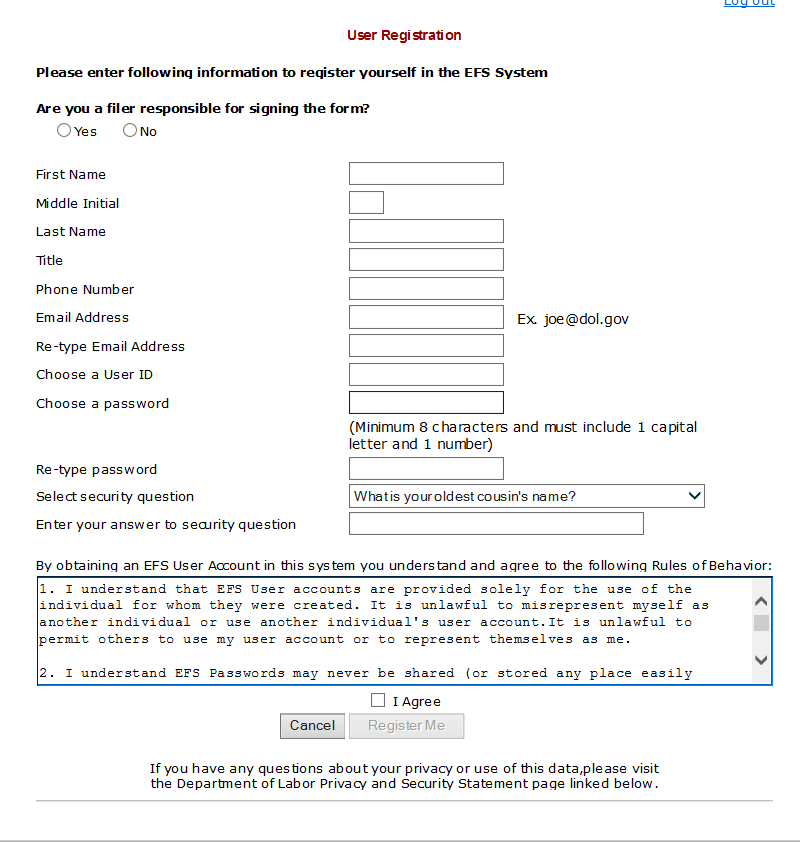 Log out
User Registration
Please enter following information to register yourself in the EFS System
Are you a filer responsible for signing the form?
Yes No
First Name
Middle Initial
Last Name
Title
Phone Number
Email Address Ex. joe@dol.gov
Re-type Email Address
Choose a User ID
Choose a password
(Minimum 8 characters and must include 1 capital
letter and 1 number)
Re-type password
Select security question What is your oldest cousin's name?
Enter your answer to security question
By obtaining an EFS User Account in this system you understand and agree to the following Rules of Behavior:
1. I understand that EFS User accounts are provided solely for the use of the
individual for whom they were created. It is unlawful to misrepresent myself as
another individual or use another individual's user account.It is unlawful to
permit others to use my user account or to represent themselves as me.
2. I understand EFS Passwords may never be shared (or stored any place easily
I Agree
Cancel Register Me
If you have any questions about your privacy or use of this data,please visit
the Department of Labor Privacy and Security Statement page linked below.